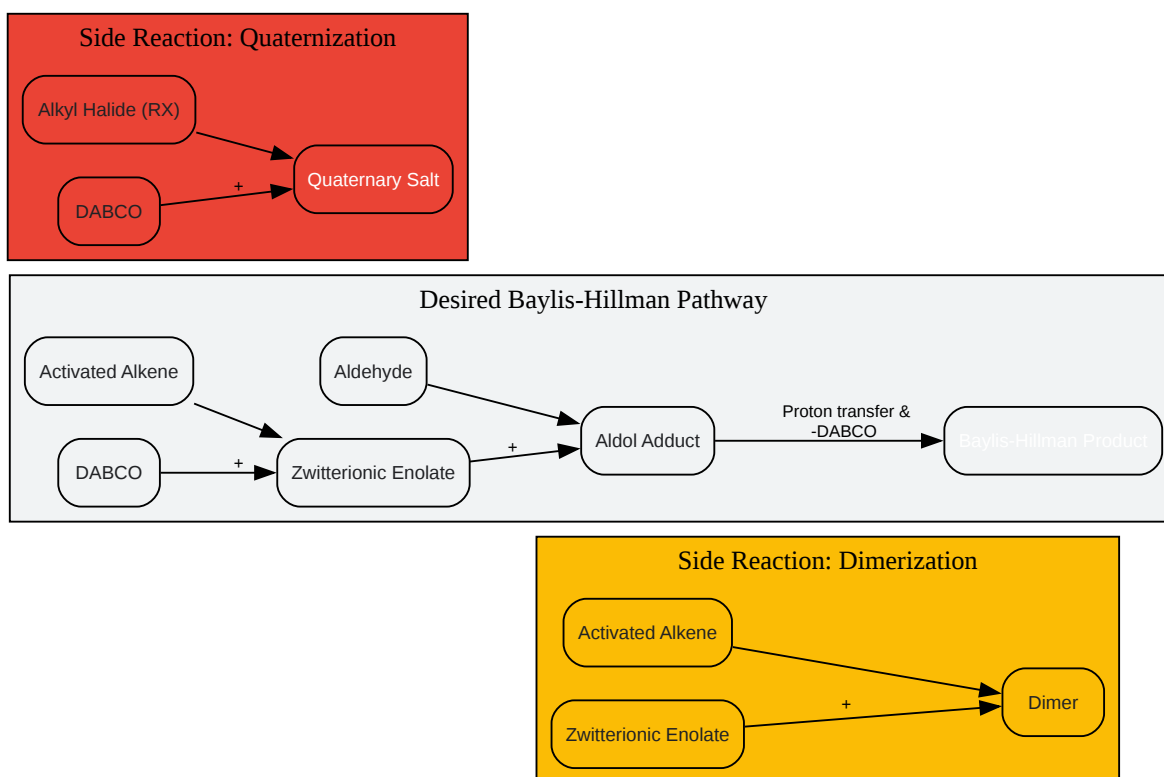 Side Reaction: Quaternization
Alkyl Halide (RX)
DABCO
+
Quaternary Salt
Desired Baylis-Hillman Pathway
Activated Alkene
DABCO
+
Aldehyde
Zwitterionic Enolate
+
Aldol Adduct
Proton transfer &
-DABCO
Baylis-Hillman Product
Side Reaction: Dimerization
Activated Alkene
Zwitterionic Enolate
+
Dimer